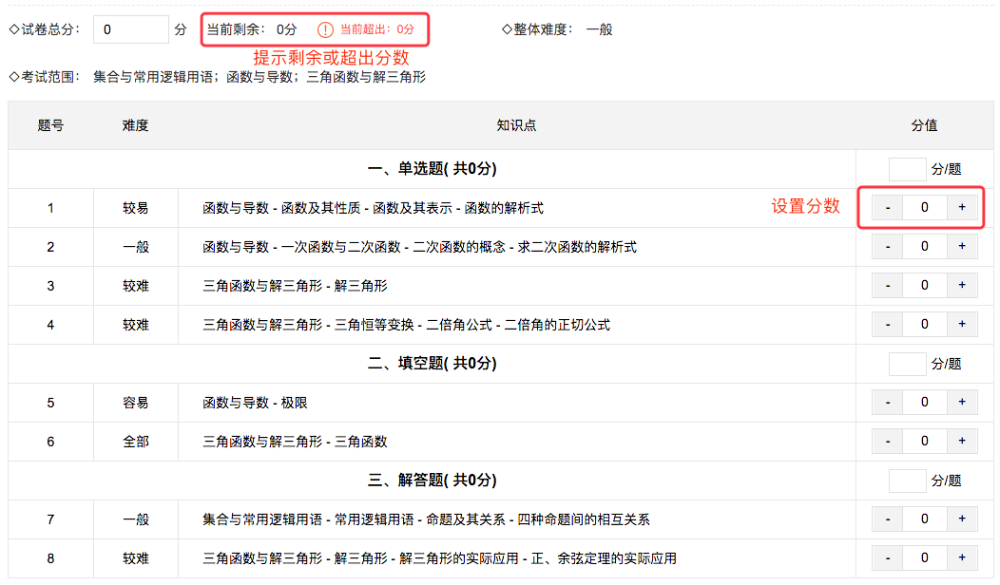 ◇试卷总分： 0 分 当前剩余： 0分 ! 当前超出：0分 ◇整体难度： 一般
提示剩余或超出分数
◇考试范围： 集合与常用逻辑用语；函数与导数；三角函数与解三角形
题号 难度 知识点 分值
一、单选题( 共0分) 分/题
1 较易 函数与导数 - 函数及其性质 - 函数及其表示 - 函数的解析式 设置分数 - 0 +
2 一般 函数与导数 - 一次函数与二次函数 - 二次函数的概念 - 求二次函数的解析式 - 0 +
3 较难 三角函数与解三角形 - 解三角形 - 0 +
4 较难 三角函数与解三角形 - 三角恒等变换 - 二倍角公式 - 二倍角的正切公式 - 0 +
二、填空题( 共0分) 分/题
5 容易 函数与导数 - 极限 - 0 +
6 全部 三角函数与解三角形 - 三角函数 - 0 +
三、解答题( 共0分) 分/题
7 一般 集合与常用逻辑用语 - 常用逻辑用语 - 命题及其关系 - 四种命题间的相互关系 - 0 +
8 较难 三角函数与解三角形 - 解三角形 - 解三角形的实际应用 - 正、余弦定理的实际应用 - 0 +